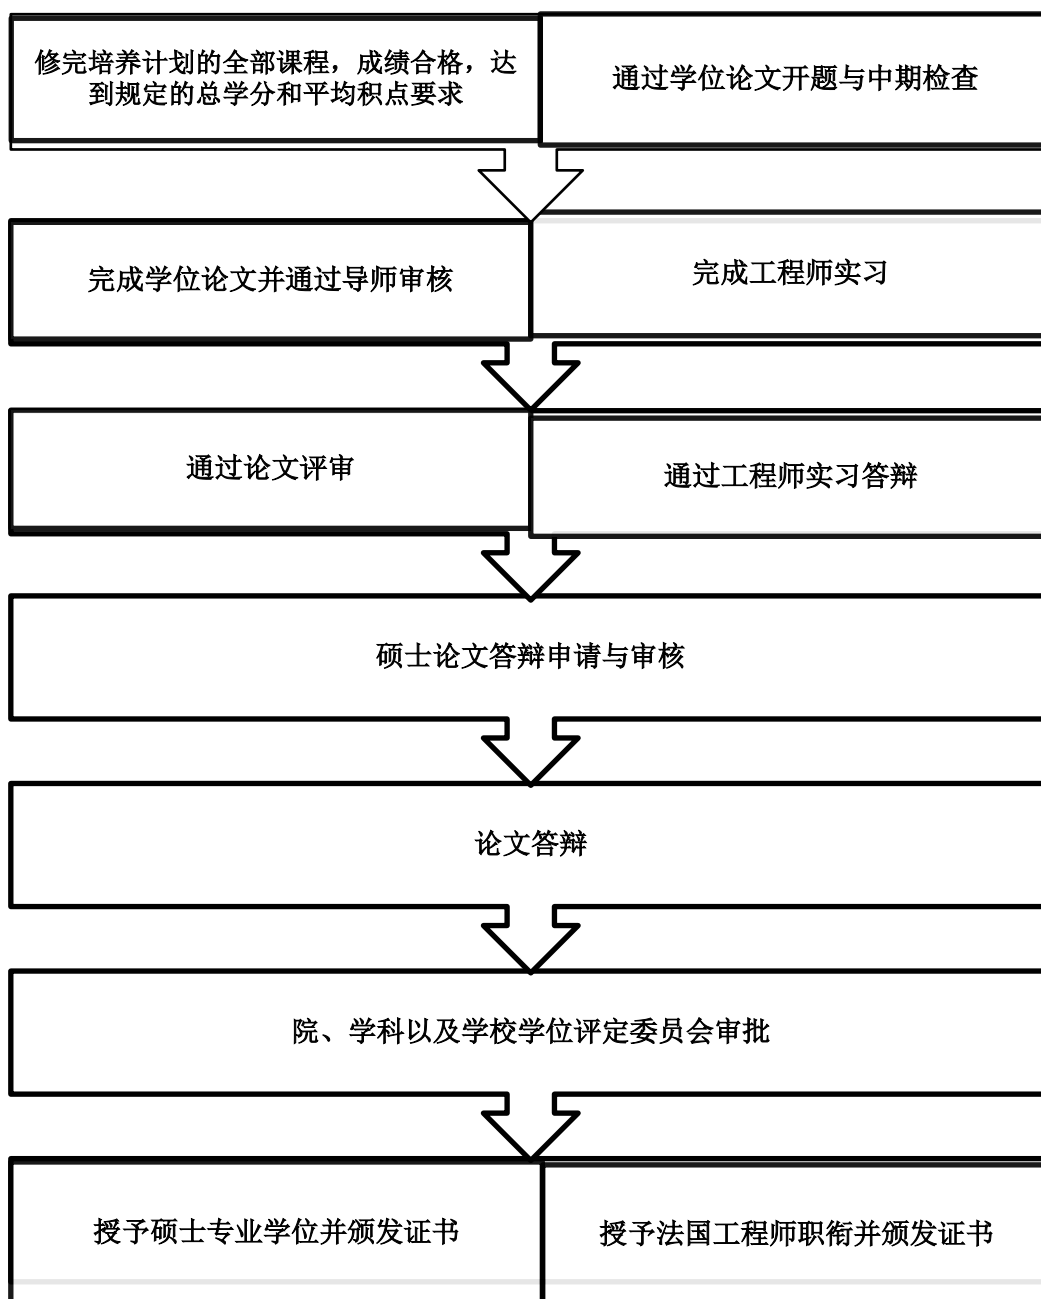 修完培养计划的全部课程，成绩合格，达
到规定的总学分和平均积点要求
通过学位论文开题与中期检查
完成学位论文并通过导师审核
完成工程师实习
通过论文评审
通过工程师实习答辩
硕士论文答辩申请与审核
论文答辩
院、学科以及学校学位评定委员会审批
授予硕士专业学位并颁发证书
授予法国工程师职衔并颁发证书